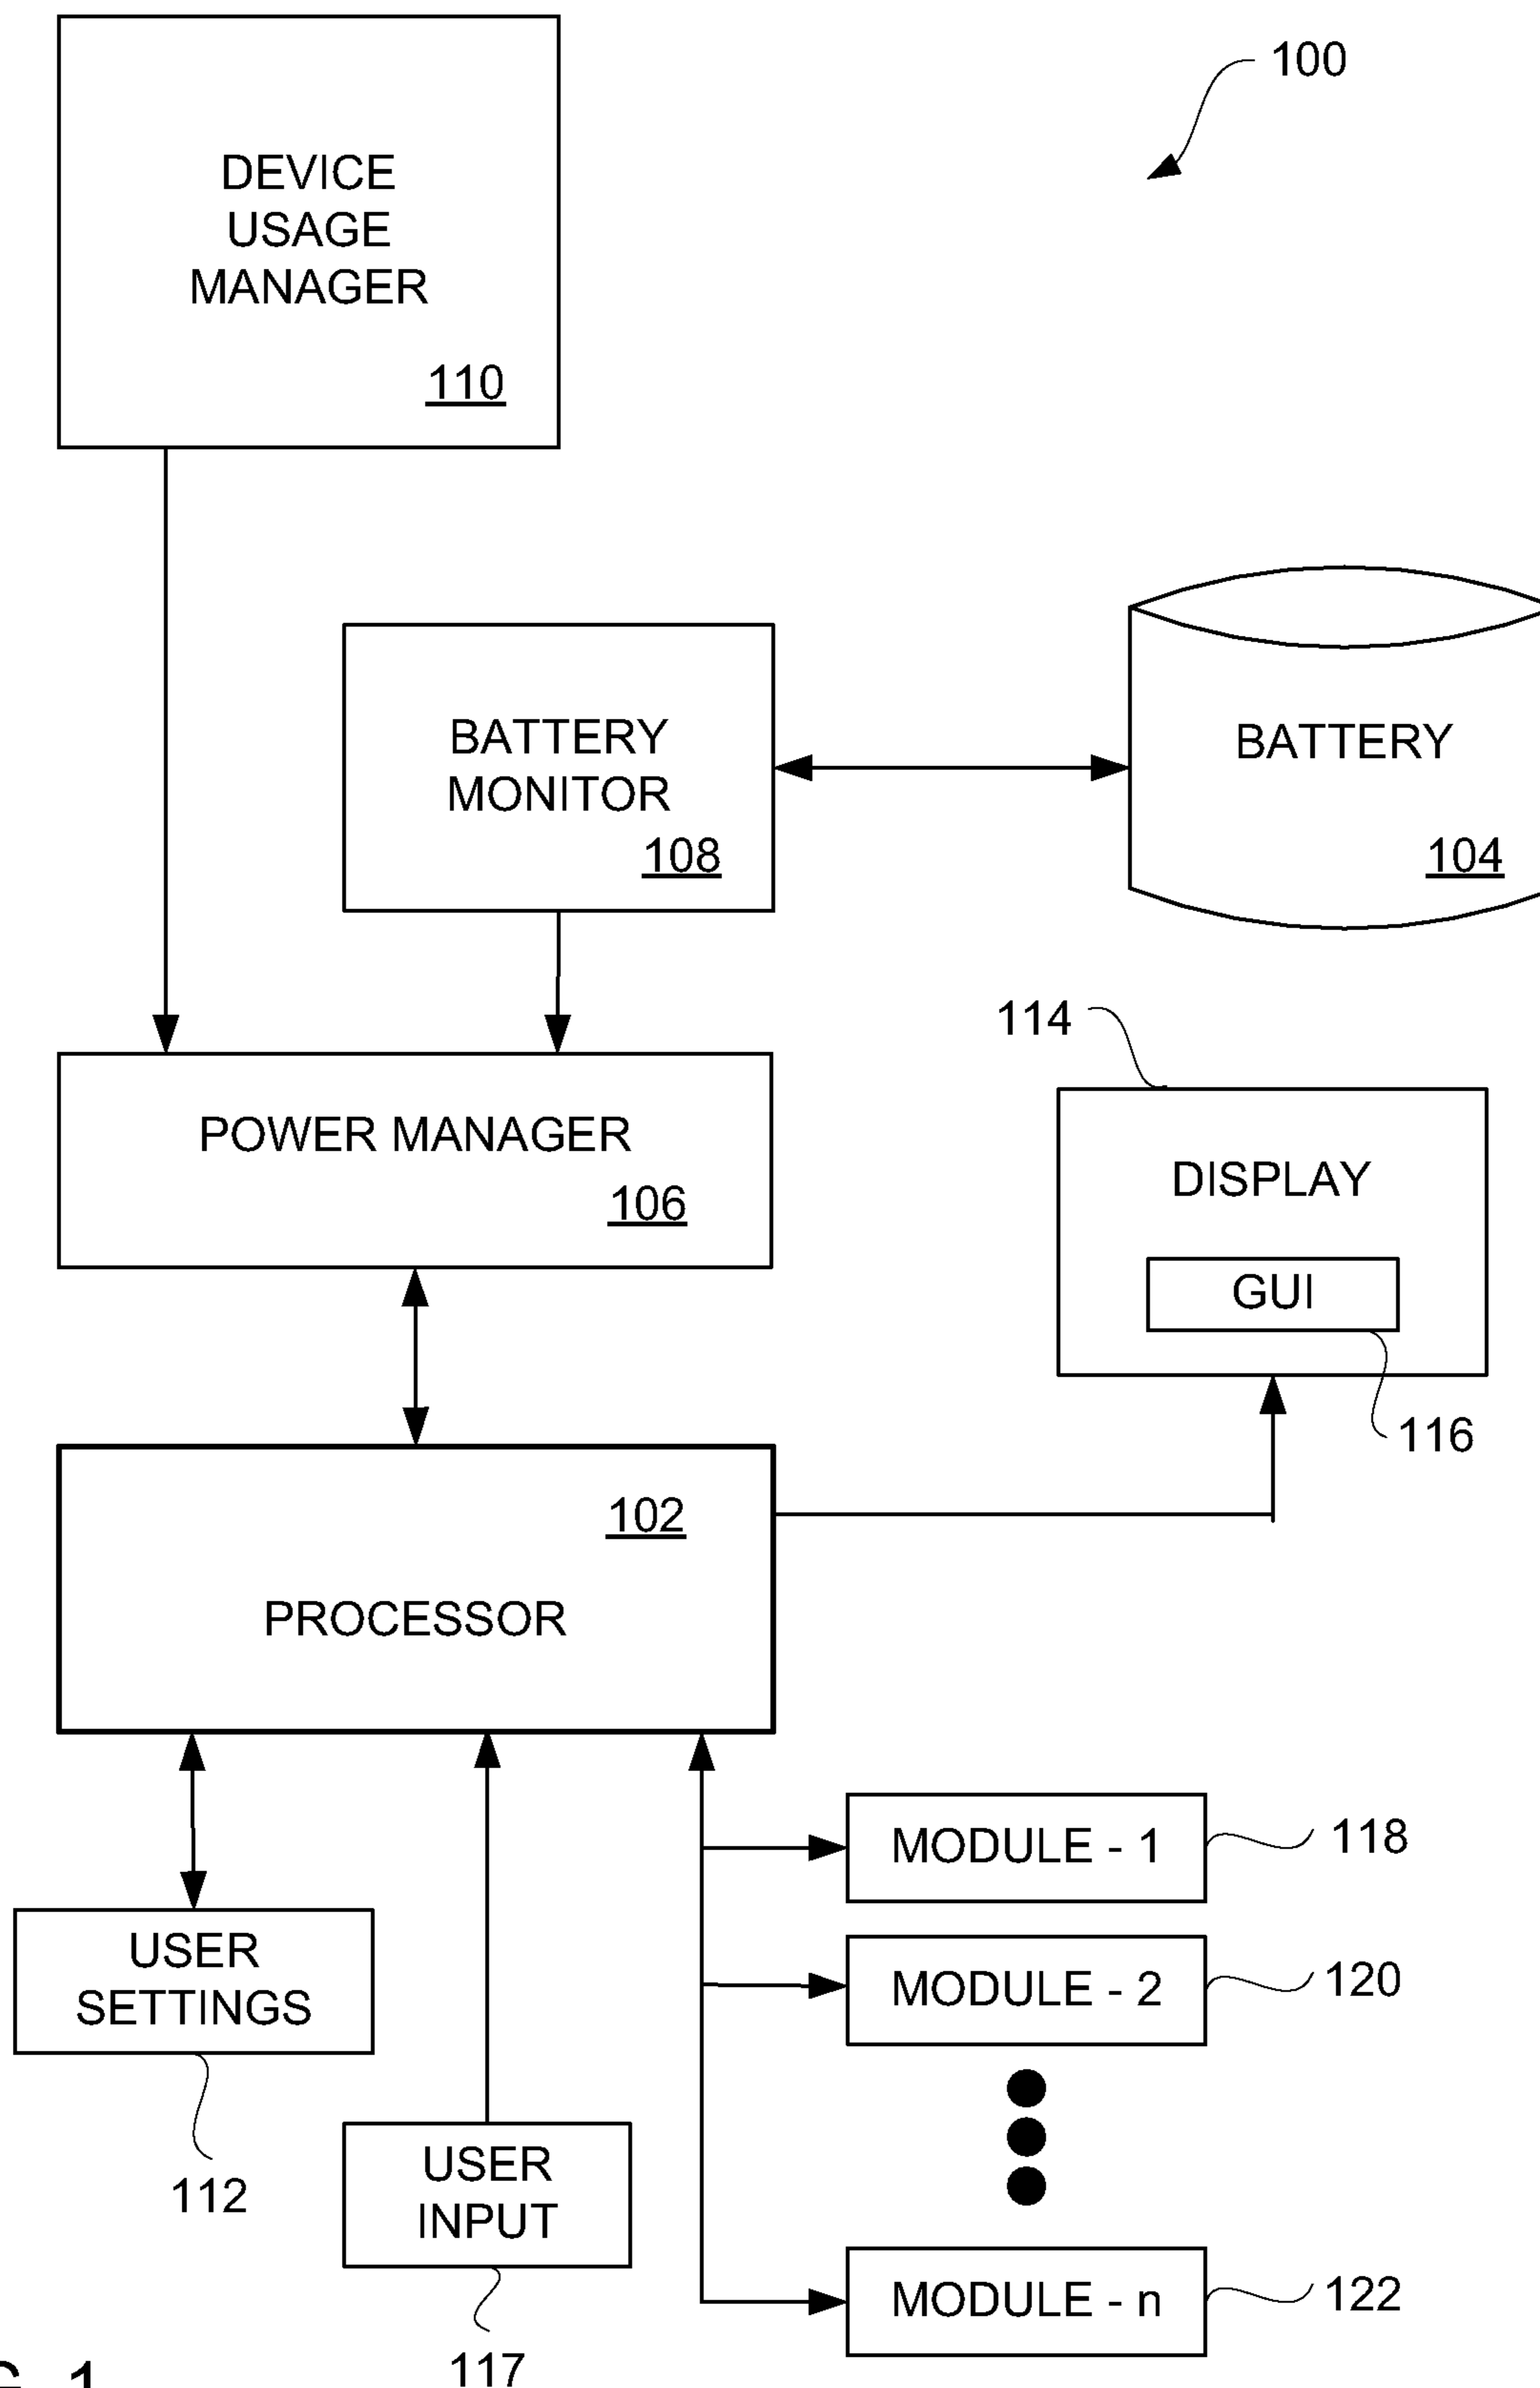 100
DEVICE
USAGE
MANAGER
110
BATTERY
MONITOR
108
BATTERY
104
114
POWER MANAGER
106
DISPLAY
GUI
116
102
PROCESSOR
MODULE - 1
118
USER
SETTINGS
MODULE - 2
120
112
USER
INPUT
MODULE - n
122
117
G. 1